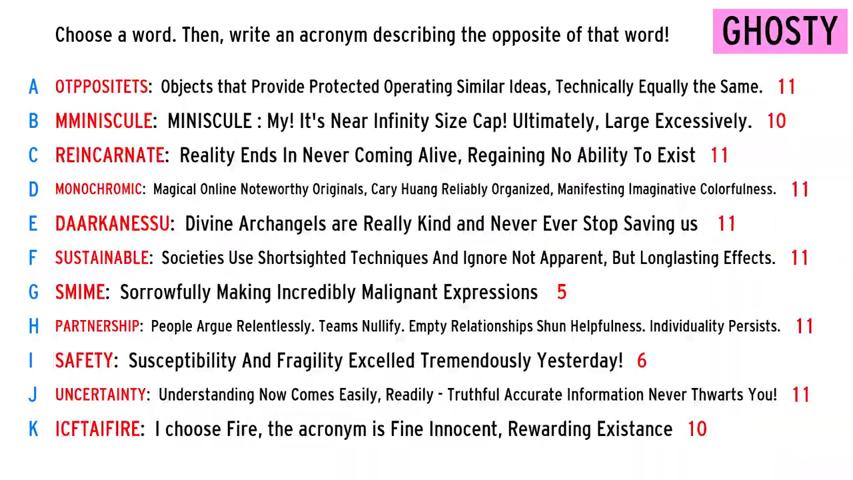 Choose a word. Then, write an acronym describing the opposite of that word!
GHOSTY
A OTPPOSITETS: Objects that Provide Protected Operating Similar Ideas, Technically Equally the Same. 11
B MMINISCULE: MINISCULE : My! It's Near Infinity Size Cap! Ultimately, Large Excessively. 10
C REINCARNATE: Reality Ends In Never Coming Alive, Regaining No Ability To Exist 11
D MONOCHROMIC: Magical Online Noteworthy Originals, Cary Huang Reliably Organized, Manifesting Imaginative Colorfulness. 11
E DAARKANESSU: Divine Archangels are Really Kind and Never Ever Stop Saving us 11
F SUSTAINABLE: Societies Use Shortsighted Techniques And Ignore Not Apparent, But Longlasting Effects. 11
G SMIME: Sorrowfully Making Incredibly Malignant Expressions 5
H PARTNERSHIP: People Argue Relentlessly. Teams Nullify. Empty Relationships Shun Helpfulness. Individuality Persists. 11
I SAFETY: Susceptibility And Fragility Excelled Tremendously Yesterday! 6
J UNCERTAINTY: Understanding Now Comes Easily, Readily - Truthful Accurate Information Never Thwarts You! 11
K ICFTAIFIRE: I choose Fire, the acronym is Fine Innocent, Rewarding Existance 10